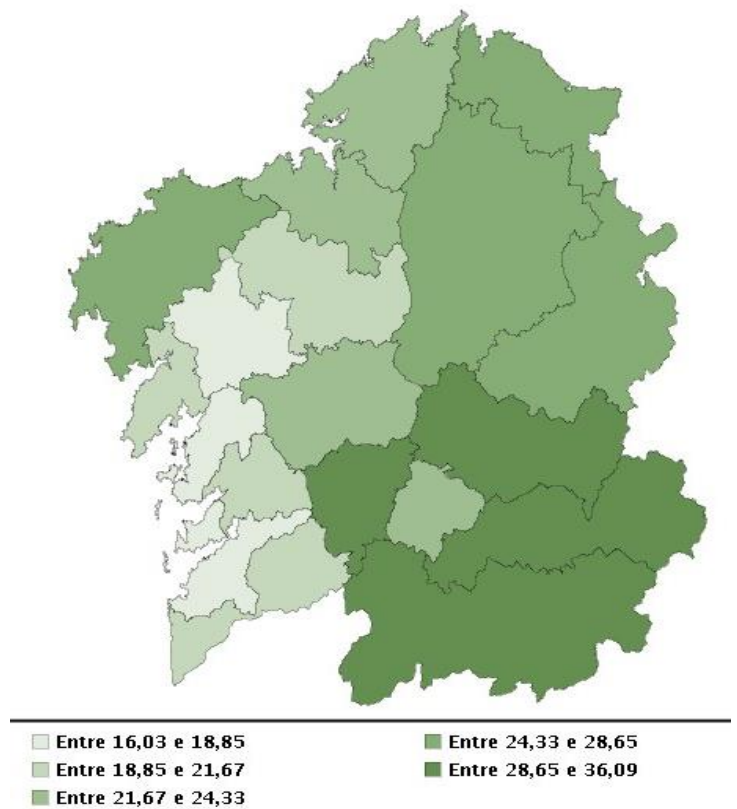 Entre 16,03 e 18,85
Entre 18,85 e 21,67
Entre 21,67 e 24,33
Entre 24,33 e 28,65
Entre 28,65 e 36,09